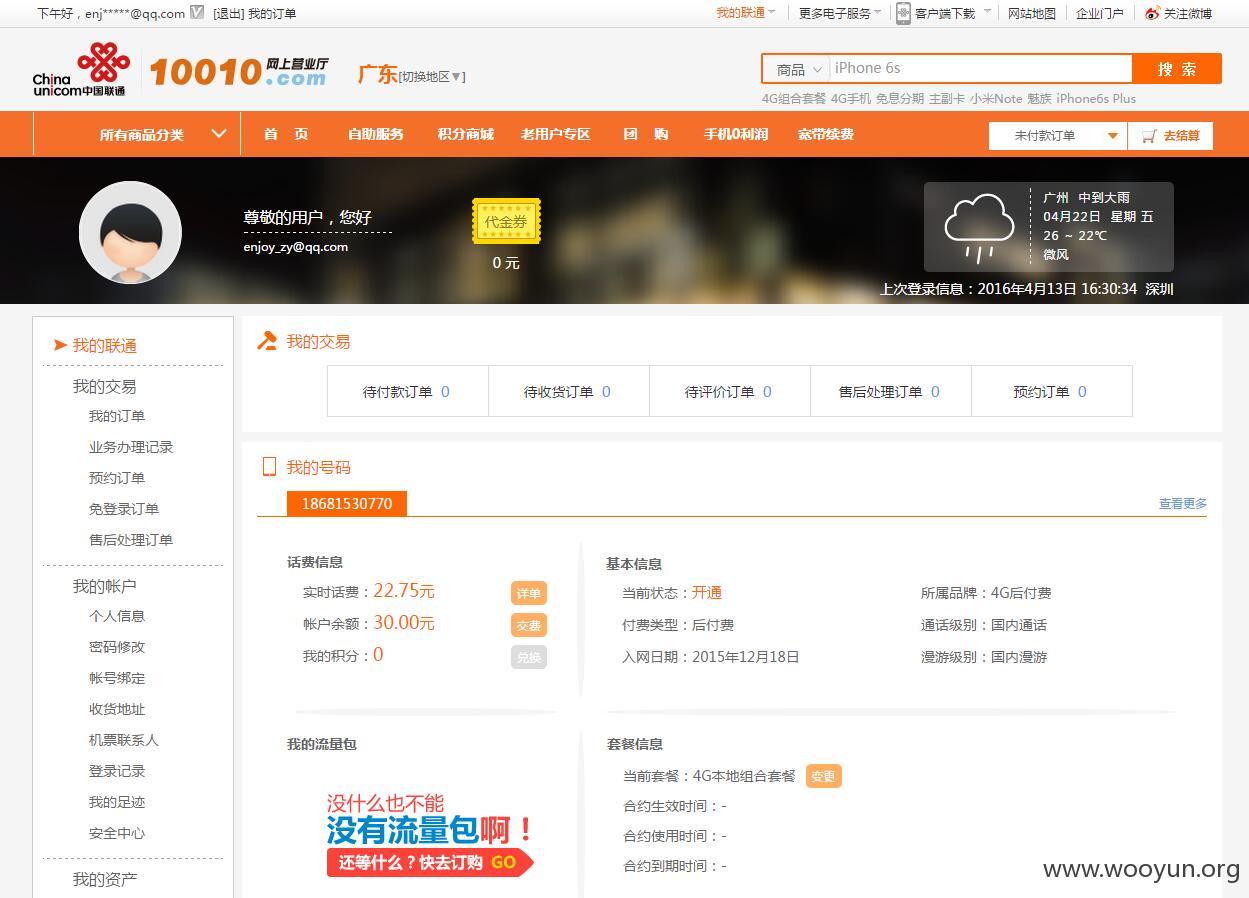 下午好，enj*****@qq.com [退出] 我的订单 我的联通 更多电子服务 客户端下载 网站地图 企业门户 关注微博
China unicom中国联通 10010.com 网上营业厅 广东[切换地区▼] 商品 iPhone 6s 搜 索
4G组合套餐 4G手机 免息分期 主副卡 小米Note 魅族 iPhone6s Plus
所有商品分类 首 页 自助服务 积分商城 老用户专区 团 购 手机0利润 宽带续费 未付款订单 去结算
尊敬的用户，您好
enjoy_zy@qq.com
代金券
0 元
广州 中到大雨
04月22日 星期 五
26 ~ 22℃
微风
上次登录信息：2016年4月13日 16:30:34 深圳
我的联通
我的交易
我的订单
业务办理记录
预约订单
免登录订单
售后处理订单
我的帐户
个人信息
密码修改
帐号绑定
收货地址
机票联系人
登录记录
我的足迹
安全中心
我的资产
我的交易
待付款订单 0 待收货订单 0 待评价订单 0 售后处理订单 0 预约订单 0
我的号码
18681530770 查看更多
话费信息
实时话费：22.75元 详单
帐户余额：30.00元 交费
我的积分：0 兑换
基本信息
当前状态：开通 所属品牌：4G后付费
付费类型：后付费 通话级别：国内通话
入网日期：2015年12月18日 漫游级别：国内漫游
我的流量包
没什么也不能
没有流量包啊！
还等什么？快去订购 GO
套餐信息
当前套餐：4G本地组合套餐 变更
合约生效时间：-
合约使用时间：-
合约到期时间：-
www.wooyun.org